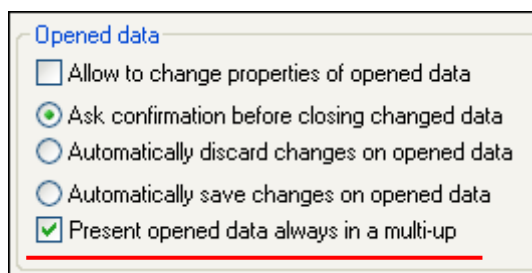 Opened data
Allow to change properties of opened data
Ask confirmation before closing changed data
Automatically discard changes on opened data
Automatically save changes on opened data
Present opened data always in a multi-up